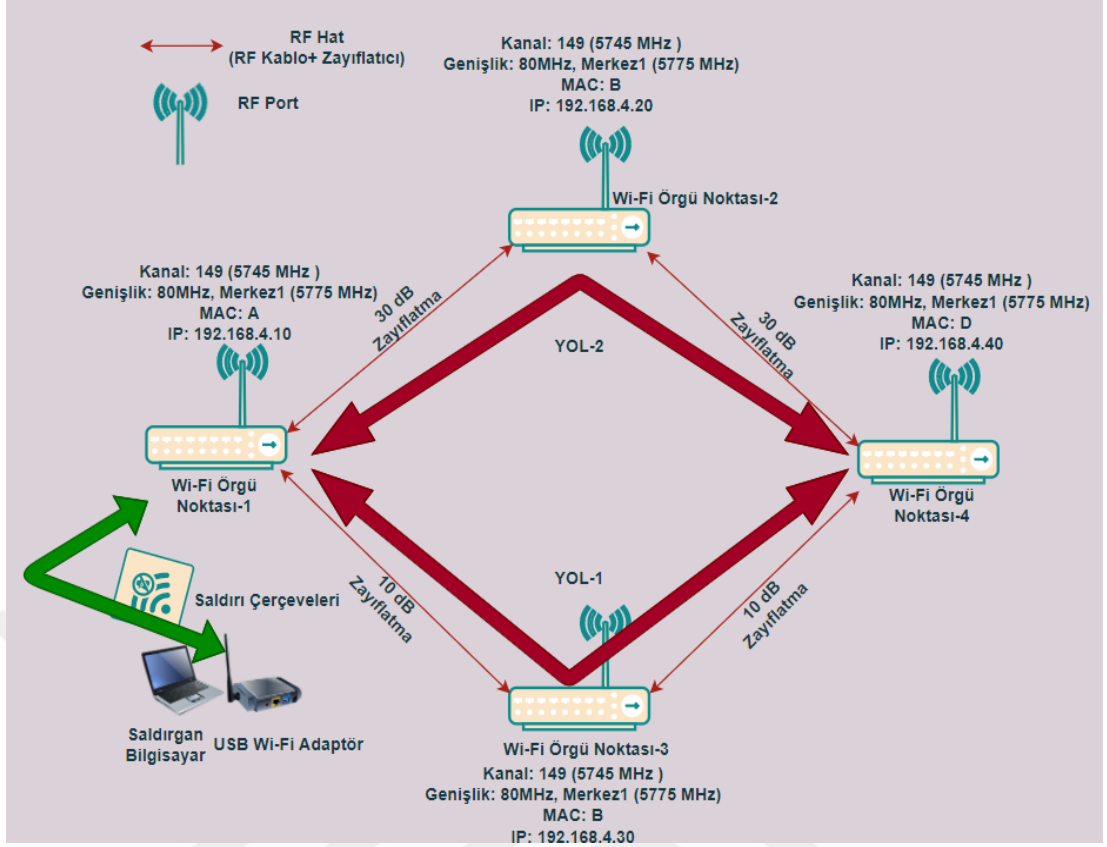 RF Hat
(RF Kablo+ Zayıflatıcı)
RF Port
Kanal: 149 (5745 MHz )
Genişlik: 80MHz, Merkez1 (5775 MHz)
MAC: B
IP: 192.168.4.20
Wi-Fi Örgü Noktası-2
Kanal: 149 (5745 MHz )
Genişlik: 80MHz, Merkez1 (5775 MHz)
MAC: A
IP: 192.168.4.10
30 dB
Zayıflatma
YOL-2
30 dB
Zayıflatma
Kanal: 149 (5745 MHz )
Genişlik: 80MHz, Merkez1 (5775 MHz)
MAC: D
IP: 192.168.4.40
Wi-Fi Örgü
Noktası-1
Wi-Fi Örgü
Noktası-4
Saldırı Çerçeveleri
10 dB
Zayıflatma
YOL-1
10 dB
Zayıflatma
Saldırgan
Bilgisayar
USB Wi-Fi Adaptör
Wi-Fi Örgü Noktası-3
Kanal: 149 (5745 MHz )
Genişlik: 80MHz, Merkez1 (5775 MHz)
MAC: B
IP: 192.168.4.30